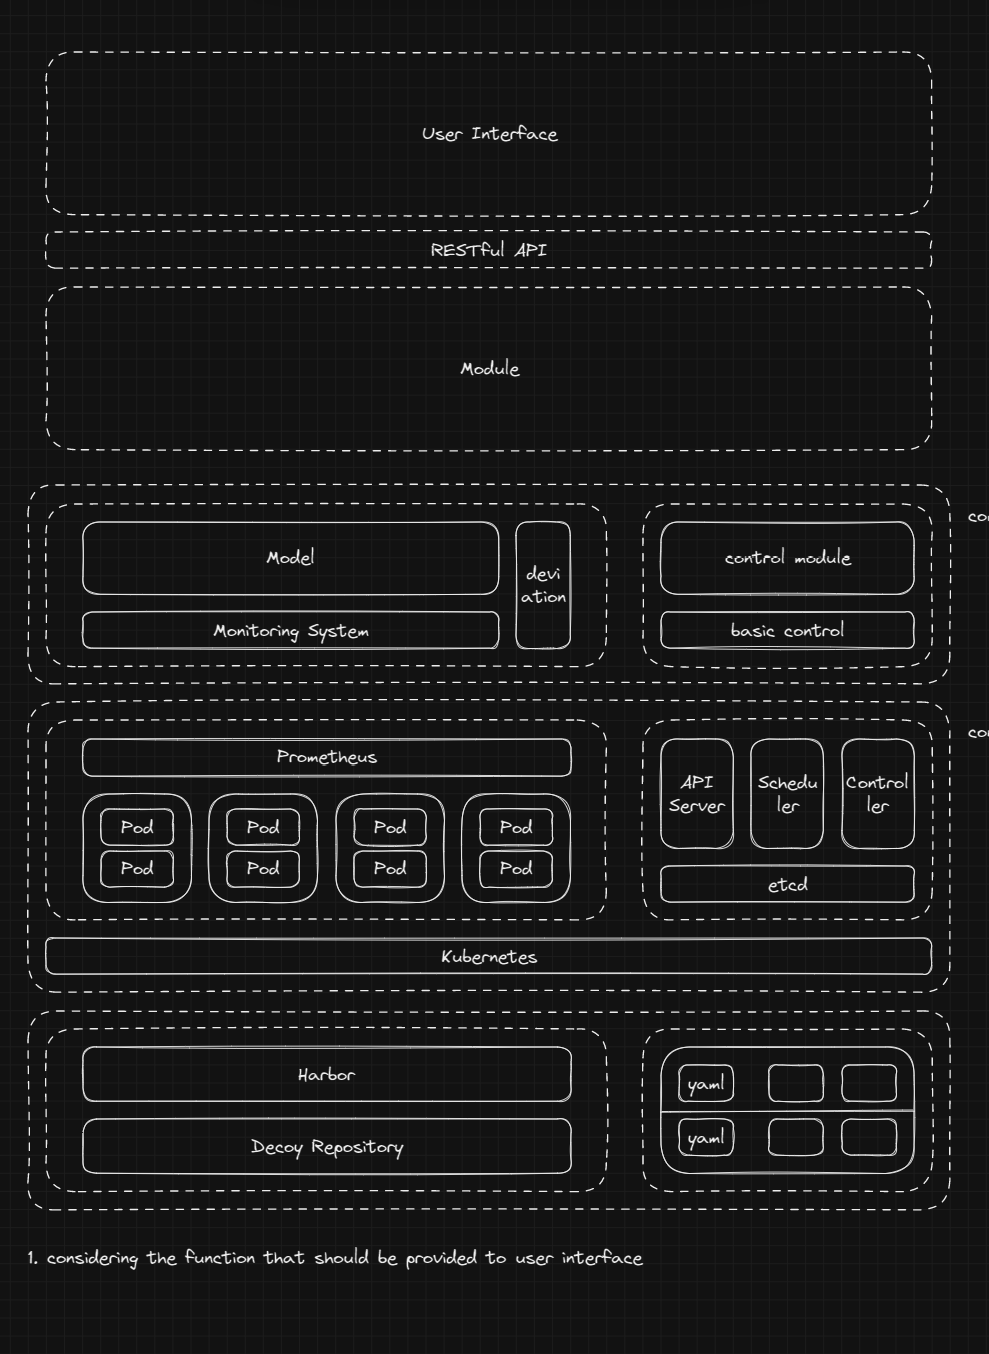 User Interface
RESTful API
Module
Model
devi
ation
Monitoring System
control module
basic control
Prometheus
Pod
Pod
Pod
Pod
Pod
Pod
Pod
Pod
API
Server
Schedu
ler
Control
ler
etcd
Kubernetes
Harbor
Decoy Repository
yaml
yaml
1. considering the function that should be provided to user interface